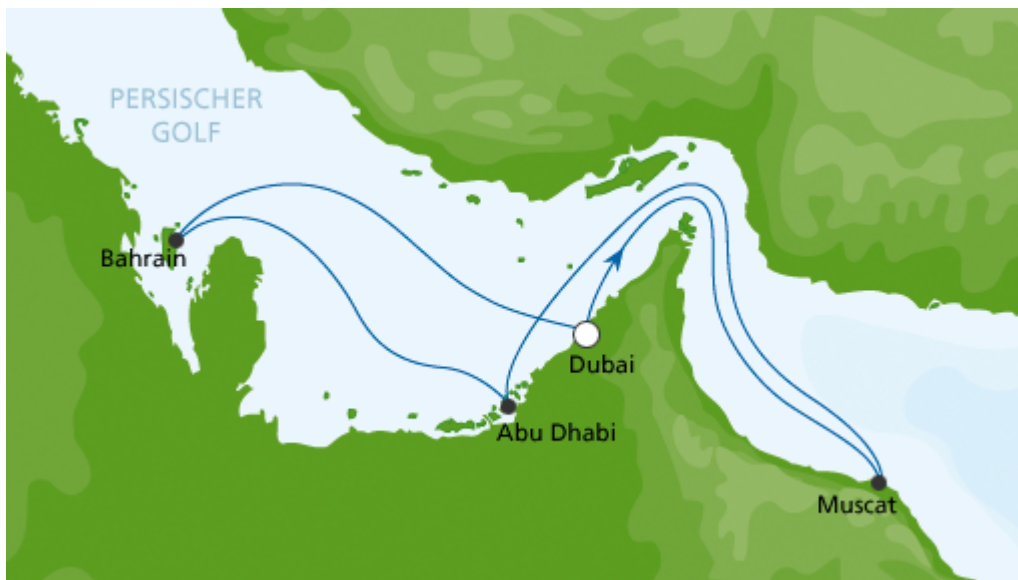 PERSISCHER
GOLF
Bahrain
Dubai
Abu Dhabi
Muscat